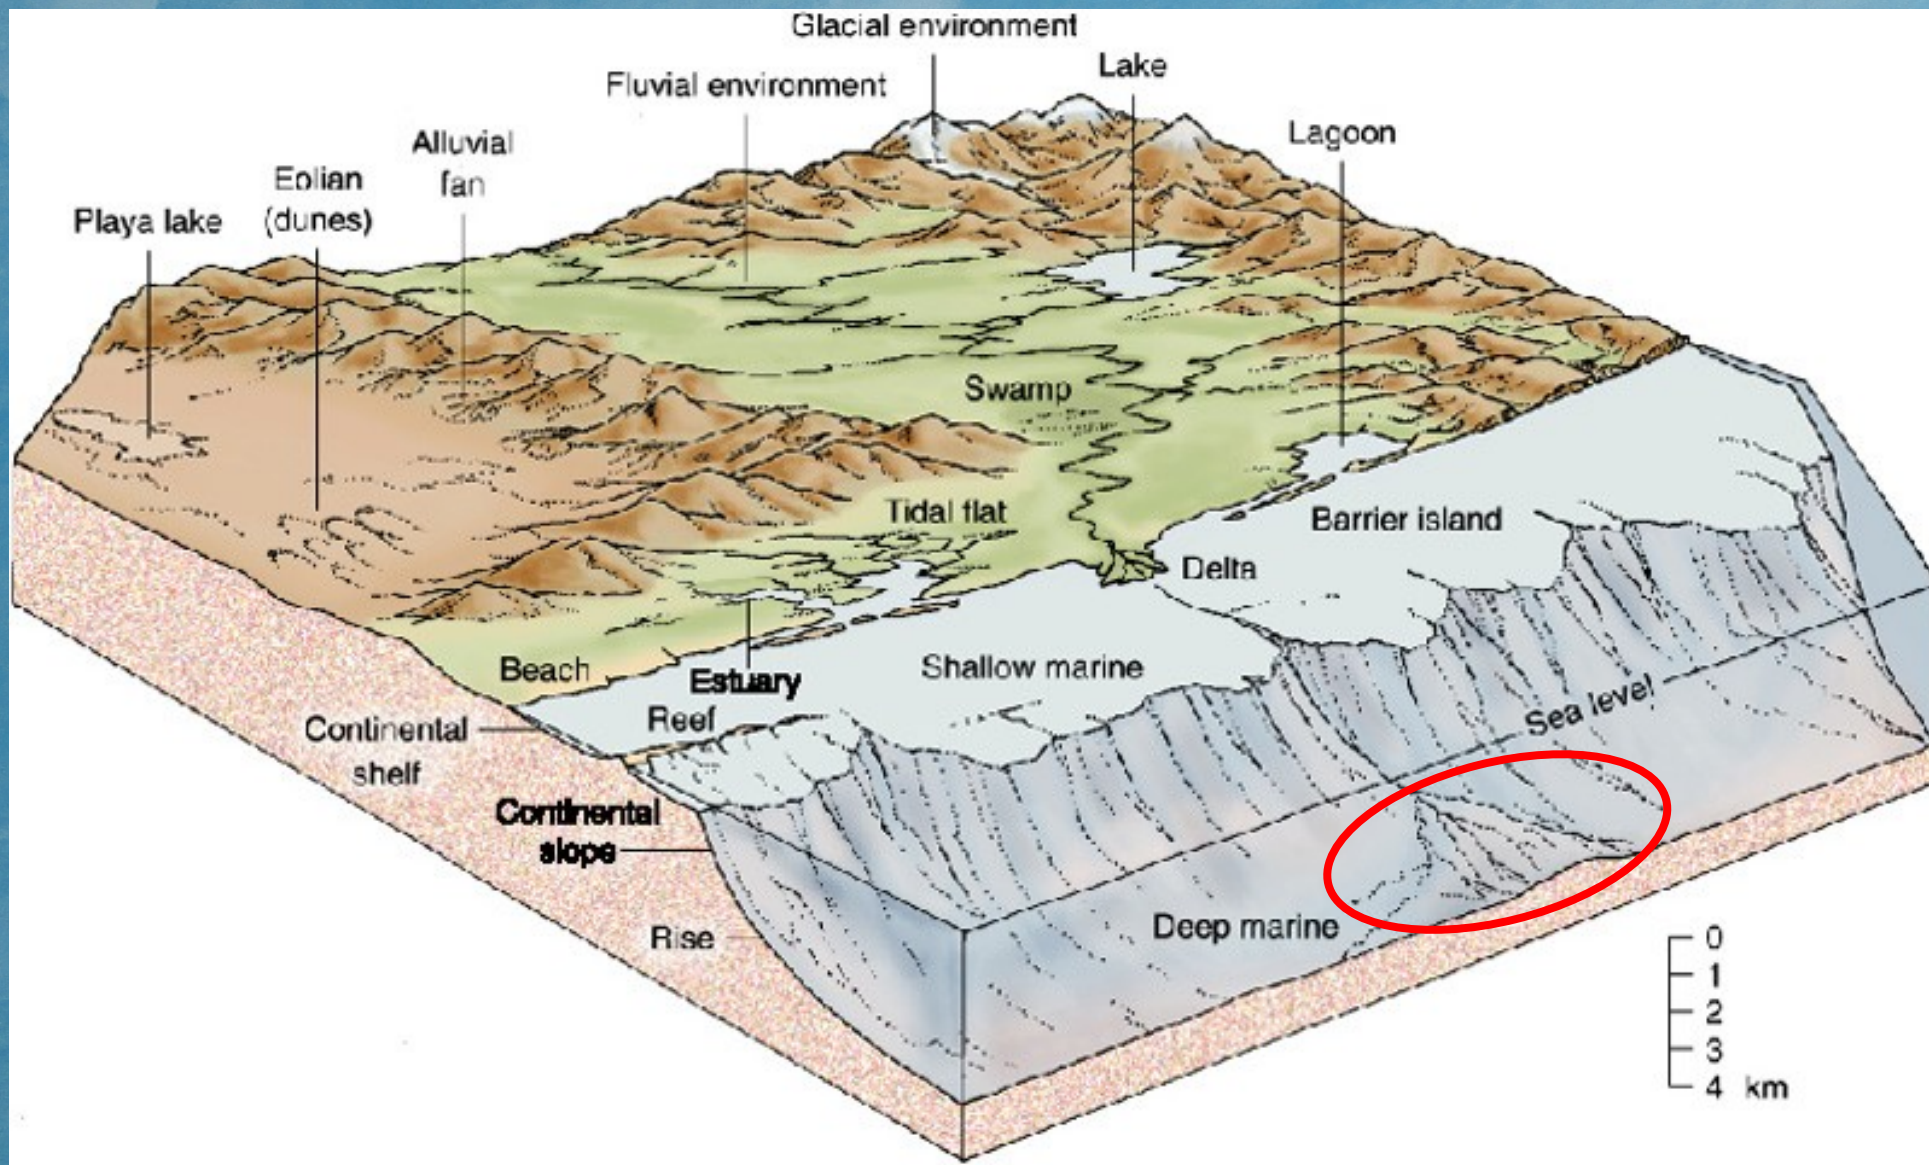 Glacial environment
Lake
Fluvial environment
Lagoon
Alluvial
fan
Eolian
(dunes)
Playa lake
Swamp
Tidal flat
Barrier island
Delta
Beach
Estuary
Shallow marine
Reef
Sea level
Continental
shelf
Continental
slope
Rise
Deep marine
0
1
2
3
4 km